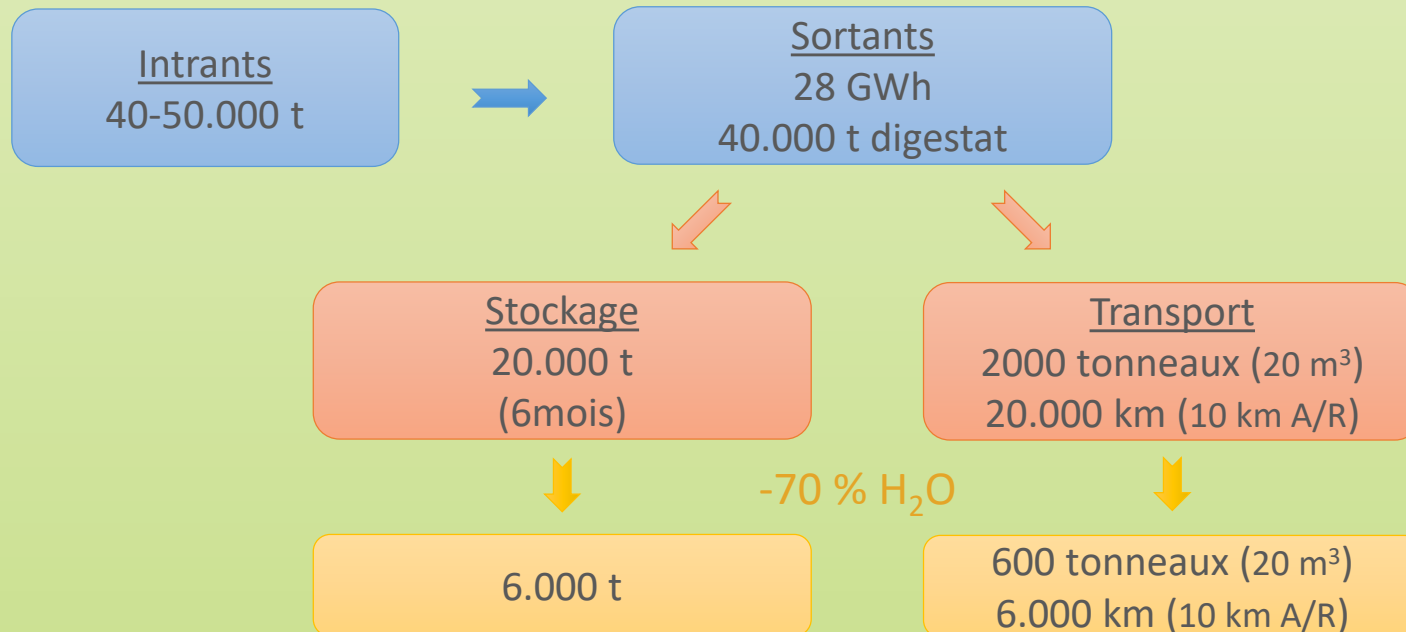 Intrants
40-50.000 t
Sortants
28 GWh
40.000 t digestat
Stockage
20.000 t
(6mois)
Transport
2000 tonneaux (20 m³)
20.000 km (10 km A/R)
-70 % H₂O
6.000 t
600 tonneaux (20 m³)
6.000 km (10 km A/R)